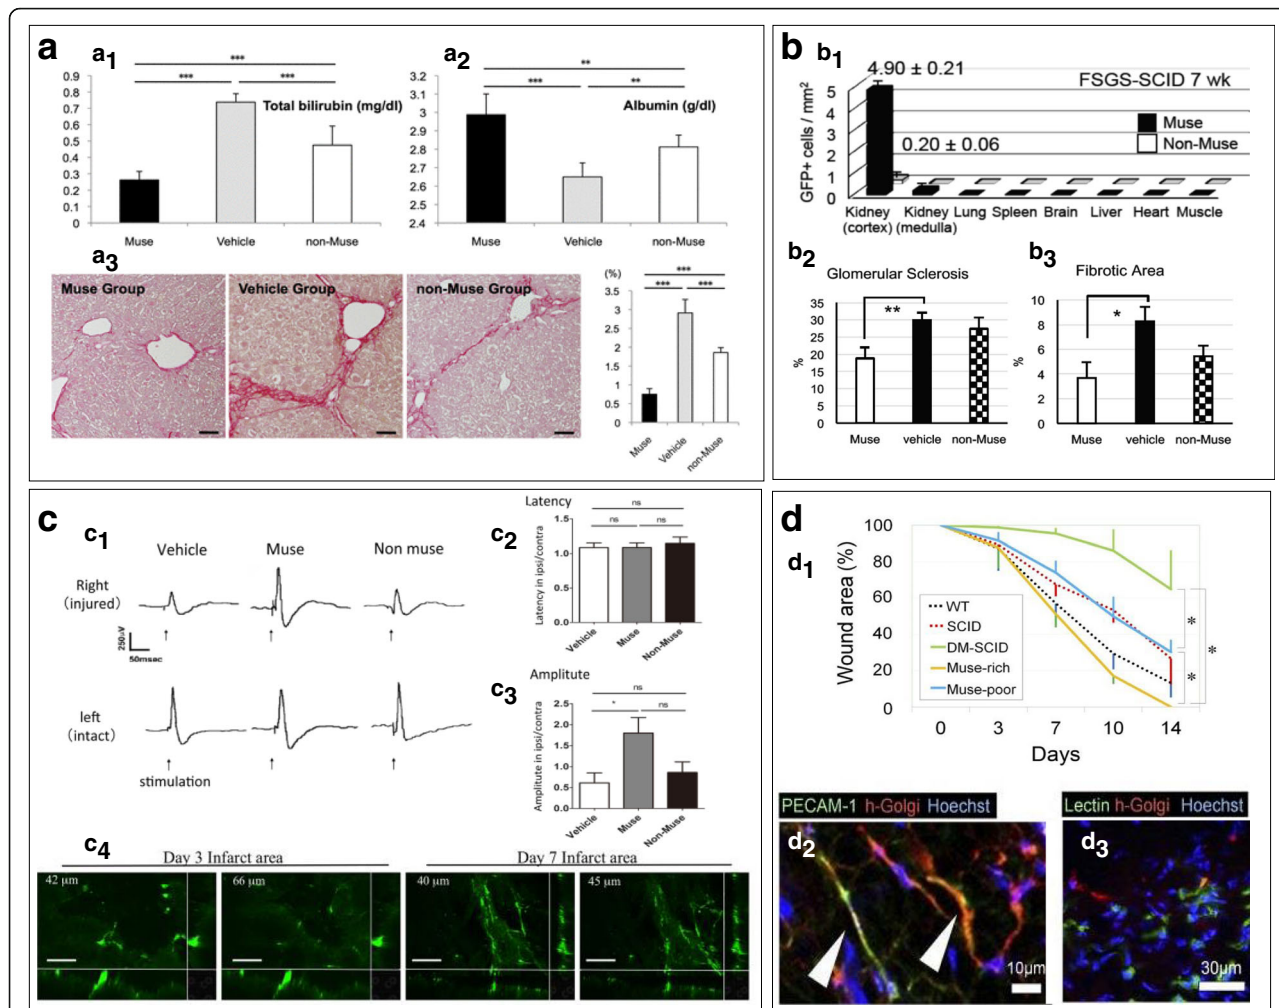 a
a1
***
***
***
0.9
0.8
0.7
0.6
0.5
0.4
0.3
0.2
0.1
0
Total bilirubin (mg/dl)
Muse
Vehicle
non-Muse
a2
**
***
**
3.2
3.1
3
2.9
2.8
2.7
2.6
2.5
2.4
Albumin (g/dl)
Muse
Vehicle
non-Muse
a3
Muse Group
Vehicle Group
non-Muse Group
(%)
***
***
***
3.5
3
2.5
2
1.5
1
0.5
0
Muse
Vehicle
non-Muse
b
b1
4.90 ± 0.21
FSGS-SCID 7 wk
GFP+ cells / mm2
5
4
3
2
1
0
0.20 ± 0.06
Muse
Non-Muse
Kidney Kidney Lung Spleen Brain Liver Heart Muscle
(cortex) (medulla)
b2
Glomerular Sclerosis
**
35
30
25
20
15
10
5
0
%
Muse
vehicle
non-Muse
b3
Fibrotic Area
*
10
8
6
4
2
0
%
Muse
vehicle
non-Muse
c
c1
Vehicle
Muse
Non muse
Right
(injured)
250μV
50msac
left
(intact)
stimulation
c2
Latency
ns
ns
ns
1.5
1.0
0.5
0.0
Latency in ipsi/contra
Vehicle
Muse
Non-Muse
c3
Amplitude
ns
*
ns
2.5
2.0
1.5
1.0
0.5
0.0
Amplitude in ipsi/contra
Vehicle
Muse
Non-Muse
c4
Day 3 Infarct area
Day 7 Infarct area
42 μm
66 μm
40 μm
45 μm
d
d1
100
80
60
40
20
0
Wound area (%)
WT
SCID
DM-SCID
Muse-rich
Muse-poor
*
*
*
0
3
7
10
14
Days
PECAM-1 h-Golgi Hoechst
d2
10μm
Lectin h-Golgi Hoechst
d3
30μm